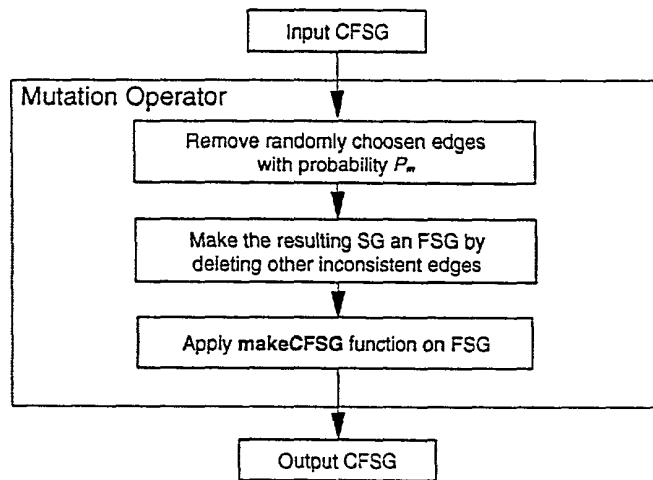 Input CFSG
Mutation Operator
Remove randomly choosen edges
with probability Pm
Make the resulting SG an FSG by
deleting other inconsistent edges
Apply makeCFSG function on FSG
Output CFSG